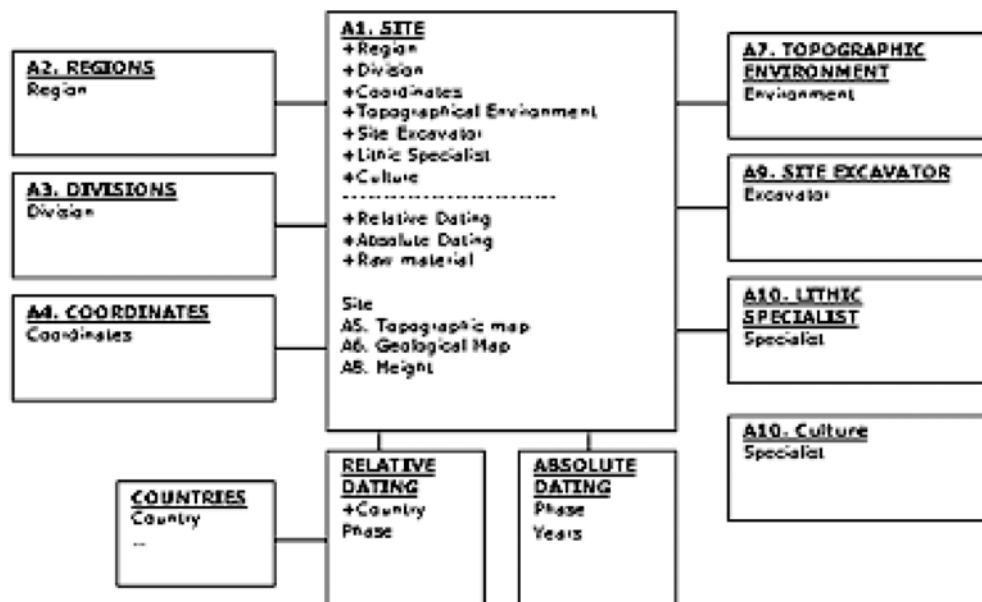 A1. SITE
+Region
+Division
+Coordinates
+Topographical Environment
+Site Excavator
+Lithic Specialist
+Culture
----------------------------
+Relative Dating
+Absolute Dating
+Raw material
Site
A5. Topographic map
A6. Geological Map
A8. Height
A2. REGIONS
Region
A3. DIVISIONS
Division
A4. COORDINATES
Coordinates
A7. TOPOGRAPHIC
ENVIRONMENT
Environment
A9. SITE EXCAVATOR
Excavator
A10. LITHIC
SPECIALIST
Specialist
A10. Culture
Specialist
COUNTRIES
Country
...
RELATIVE
DATING
+Country
Phase
ABSOLUTE
DATING
Phase
Years